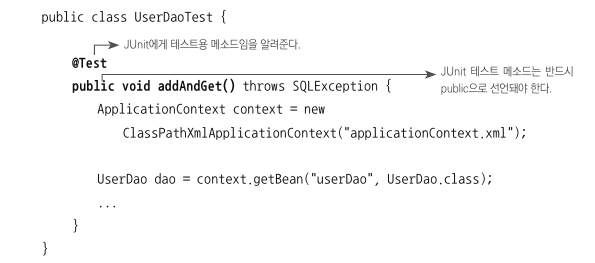 public class UserDaoTest {
JUnit에게 테스트용 메소드임을 알려준다.
@Test
public void addAndGet() throws SQLException {
JUnit 테스트 메소드는 반드시
public으로 선언돼야 한다.
ApplicationContext context = new
ClassPathXmlApplicationContext("applicationContext.xml");
UserDao dao = context.getBean("userDao", UserDao.class);
...
}
}